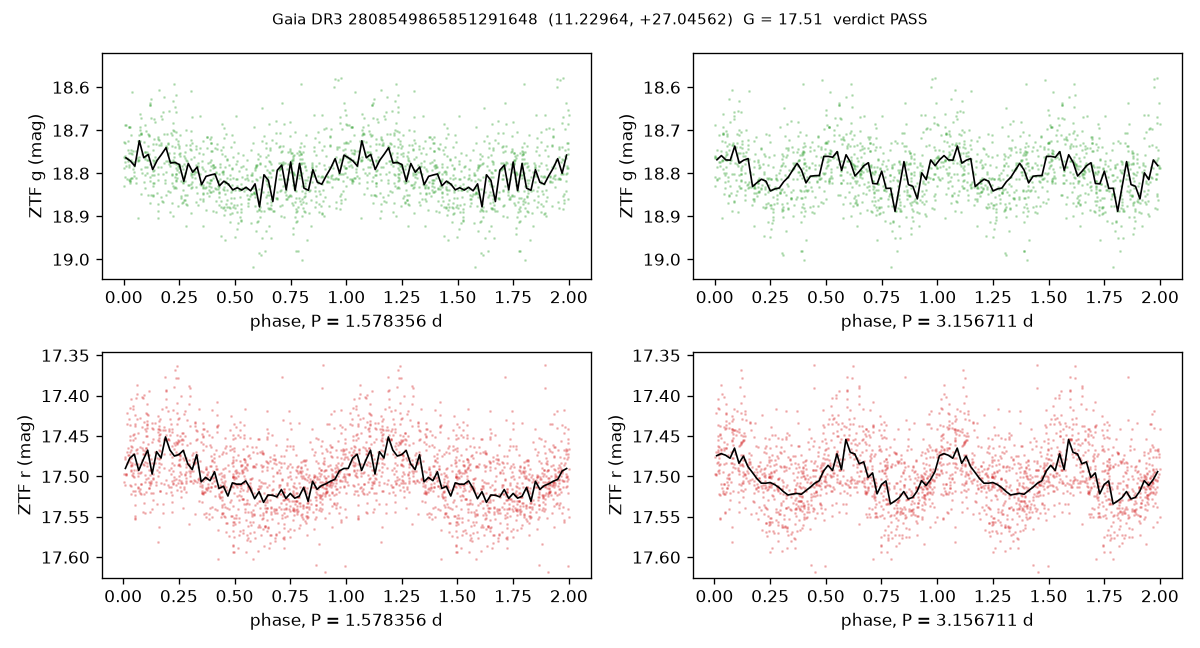 Gaia DR3 2808549865851291648  (11.22964, +27.04562)  G = 17.51  verdict PASS
ZTF g (mag)
18.6
18.7
18.8
18.9
19.0
0.00 0.25 0.50 0.75 1.00 1.25 1.50 1.75 2.00
phase, P = 1.578356 d
ZTF g (mag)
18.6
18.7
18.8
18.9
19.0
0.00 0.25 0.50 0.75 1.00 1.25 1.50 1.75 2.00
phase, P = 3.156711 d
ZTF r (mag)
17.35
17.40
17.45
17.50
17.55
17.60
0.00 0.25 0.50 0.75 1.00 1.25 1.50 1.75 2.00
phase, P = 1.578356 d
ZTF r (mag)
17.35
17.40
17.45
17.50
17.55
17.60
0.00 0.25 0.50 0.75 1.00 1.25 1.50 1.75 2.00
phase, P = 3.156711 d